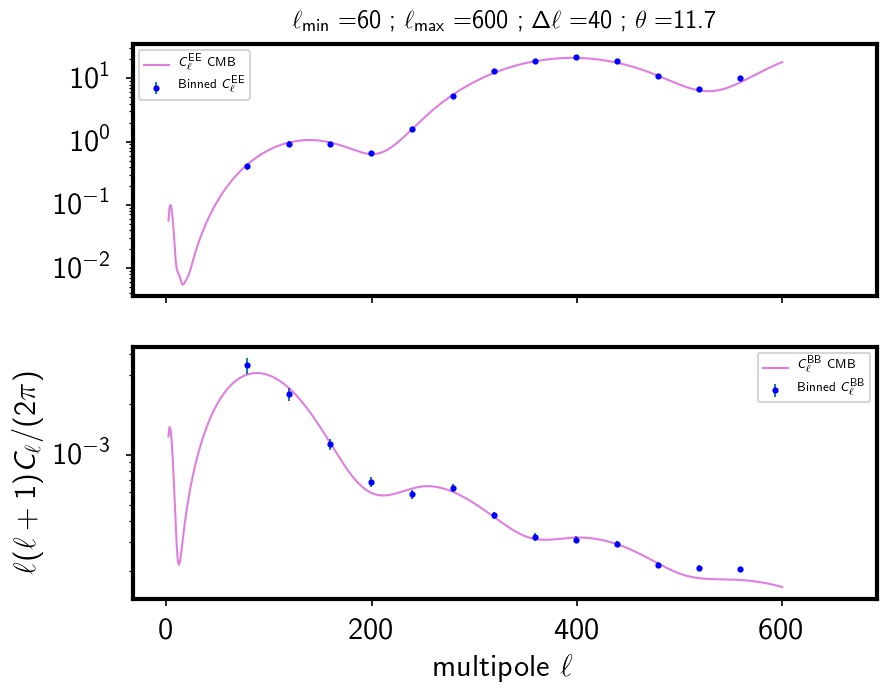 ℓ_min =60 ; ℓ_max =600 ; Δℓ =40 ; θ =11.7
10^1
10^0
10^−1
10^−2
C_ℓ^EE CMB
Binned C_ℓ^EE
ℓ(ℓ + 1)C_ℓ/(2π)
10^−3
C_ℓ^BB CMB
Binned C_ℓ^BB
0 200 400 600
multipole ℓ